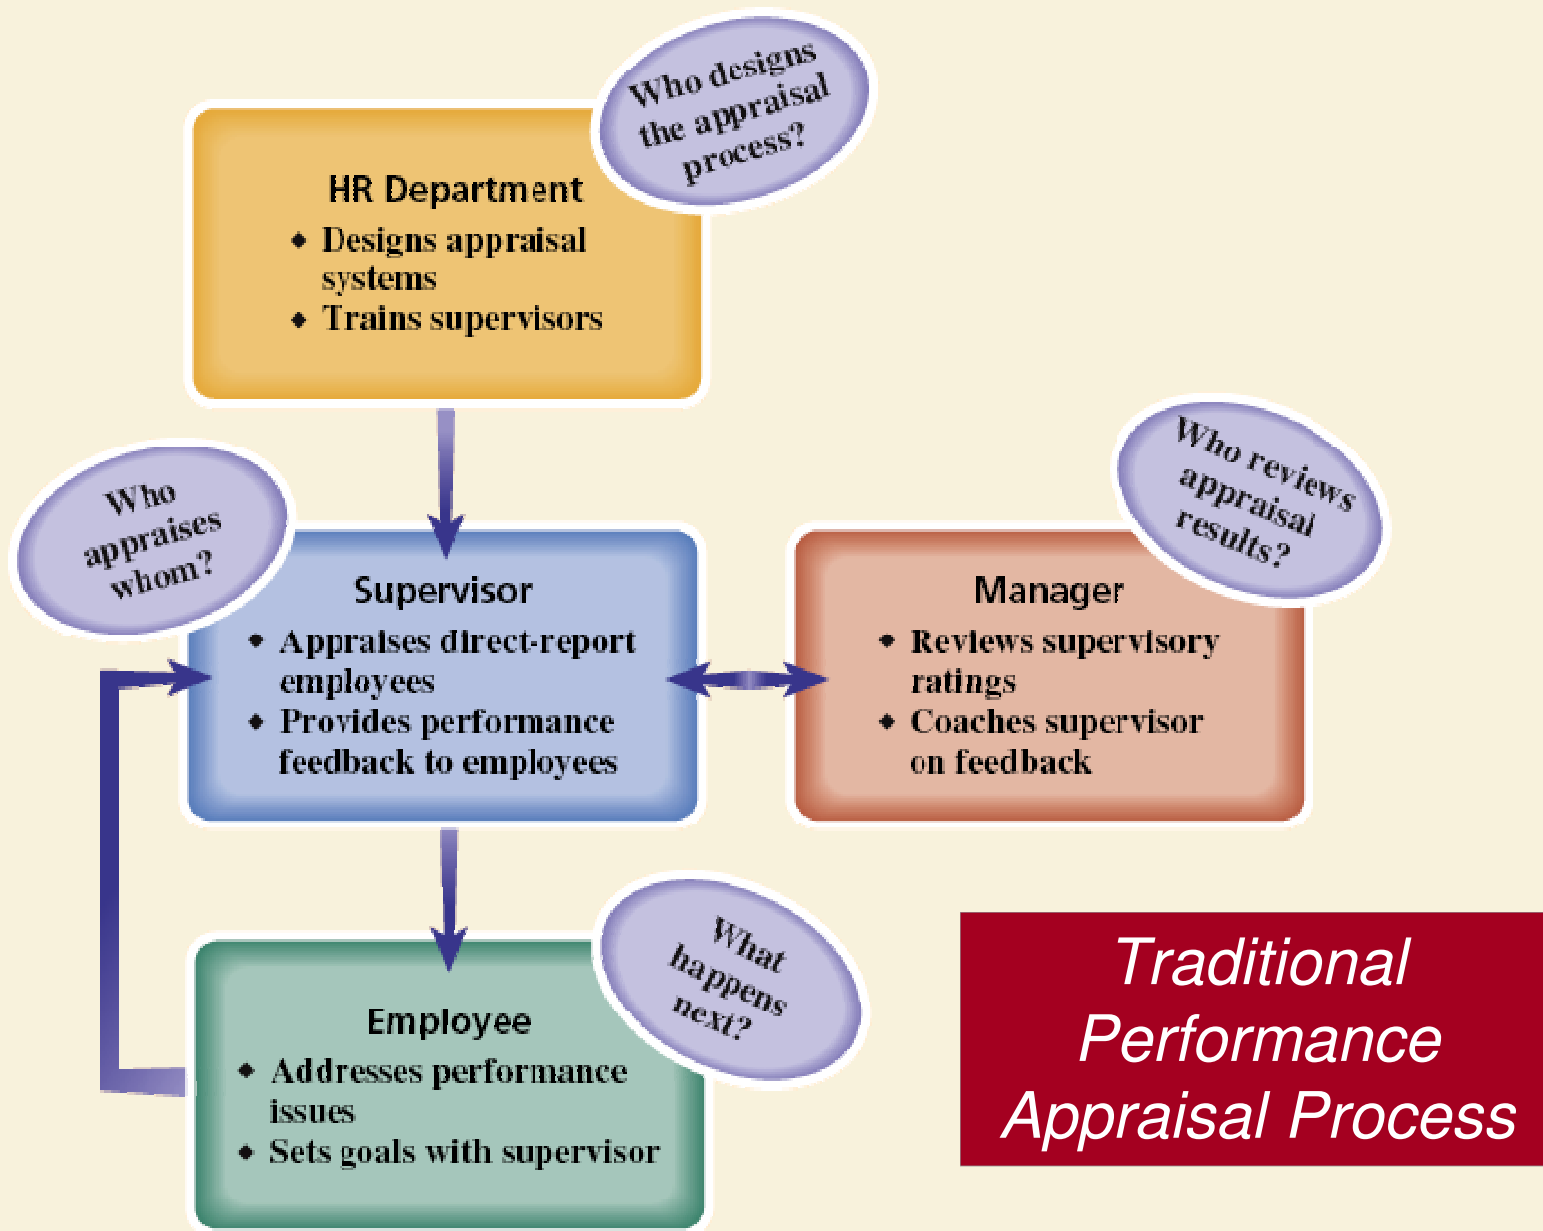 Who designs
the appraisal
process?
HR Department
◆ Designs appraisal
systems
◆ Trains supervisors
Who
appraises
whom?
Supervisor
◆ Appraises direct-report
employees
◆ Provides performance
feedback to employees
Who reviews
appraisal
results?
Manager
◆ Reviews supervisory
ratings
◆ Coaches supervisor
on feedback
What
happens
next?
Employee
◆ Addresses performance
issues
◆ Sets goals with supervisor
Traditional
Performance
Appraisal Process